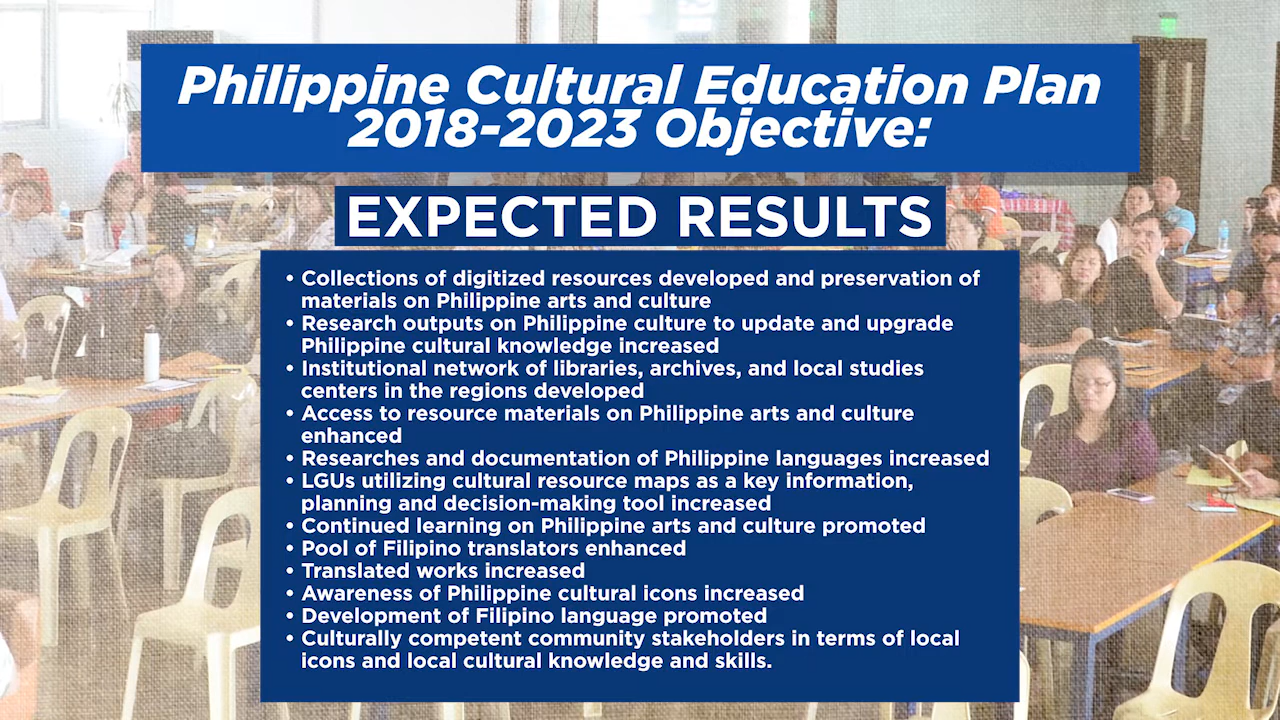 Philippine Cultural Education Plan
2018-2023 Objective:
EXPECTED RESULTS
• Collections of digitized resources developed and preservation of
materials on Philippine arts and culture
• Research outputs on Philippine culture to update and upgrade
Philippine cultural knowledge increased
• Institutional network of libraries, archives, and local studies
centers in the regions developed
• Access to resource materials on Philippine arts and culture
enhanced
• Researches and documentation of Philippine languages increased
• LGUs utilizing cultural resource maps as a key information,
planning and decision-making tool increased
• Continued learning on Philippine arts and culture promoted
• Pool of Filipino translators enhanced
• Translated works increased
• Awareness of Philippine cultural icons increased
• Development of Filipino language promoted
• Culturally competent community stakeholders in terms of local
icons and local cultural knowledge and skills.